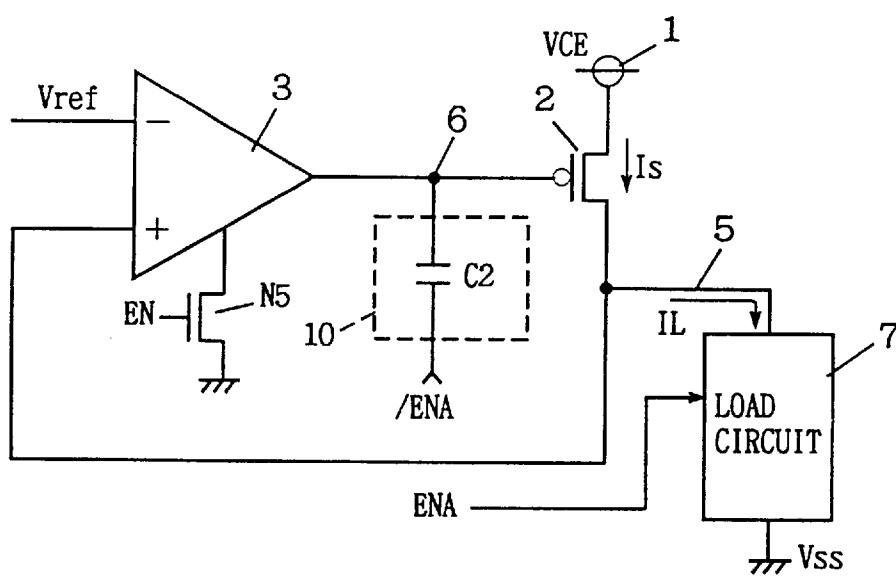 VCE
1
Vref
3
2
6
Is
5
C2
EN
N5
10
IL
7
/ENA
LOAD
CIRCUIT
ENA
Vss